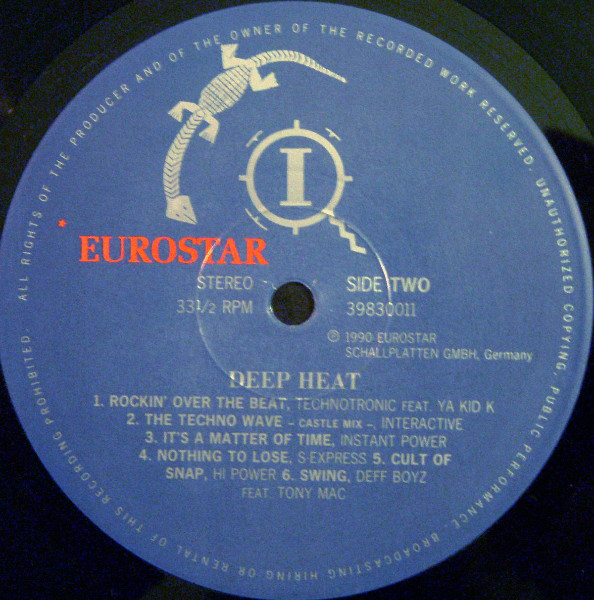 ALL RIGHTS OF THE PRODUCER AND OF THE OWNER OF THE RECORDED WORK RESERVED. UNAUTHORIZED COPYING, PUBLIC PERFORMANCE, BROADCASTING HIRING OR RENTAL OF THIS RECORDING PROHIBITED.
I
* EUROSTAR
STEREO
33 1/2 RPM
SIDE TWO
39830011
℗ 1990 EUROSTAR
SCHALLPLATTEN GMBH, Germany
DEEP HEAT
1. ROCKIN' OVER THE BEAT, TECHNOTRONIC FEAT. YA KID K
2. THE TECHNO WAVE – CASTLE MIX –, INTERACTIVE
3. IT'S A MATTER OF TIME, INSTANT POWER
4. NOTHING TO LOSE, S-EXPRESS 5. CULT OF
SNAP, HI POWER 6. SWING, DEFF BOYZ
FEAT. TONY MAC